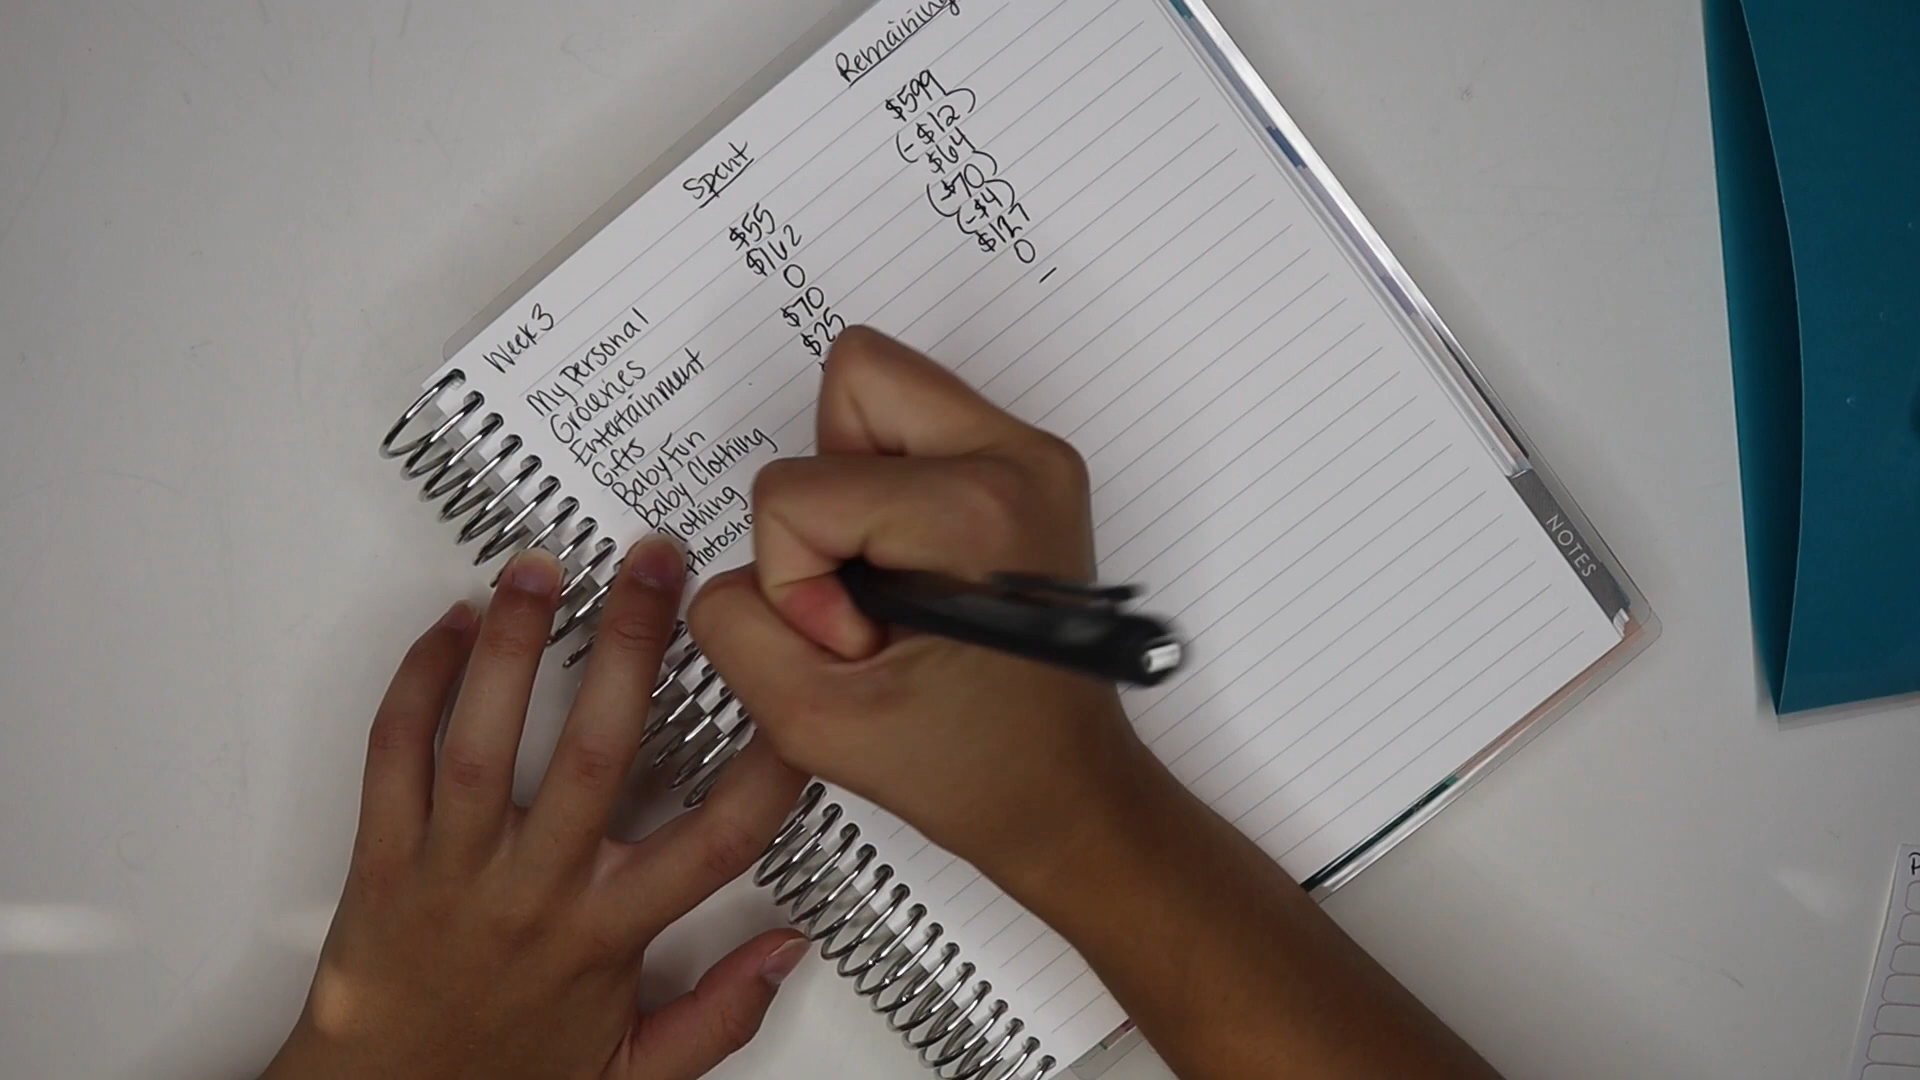 Week 3 Spent Remaining
My Personal $55 $599
Groceries $162 (-$12)
Entertainment 0 $64
Gifts $70 ($70)
Baby Fun $25 (-$4)
Baby Clothing $127
Clothing 0
Photosho -
NOTES